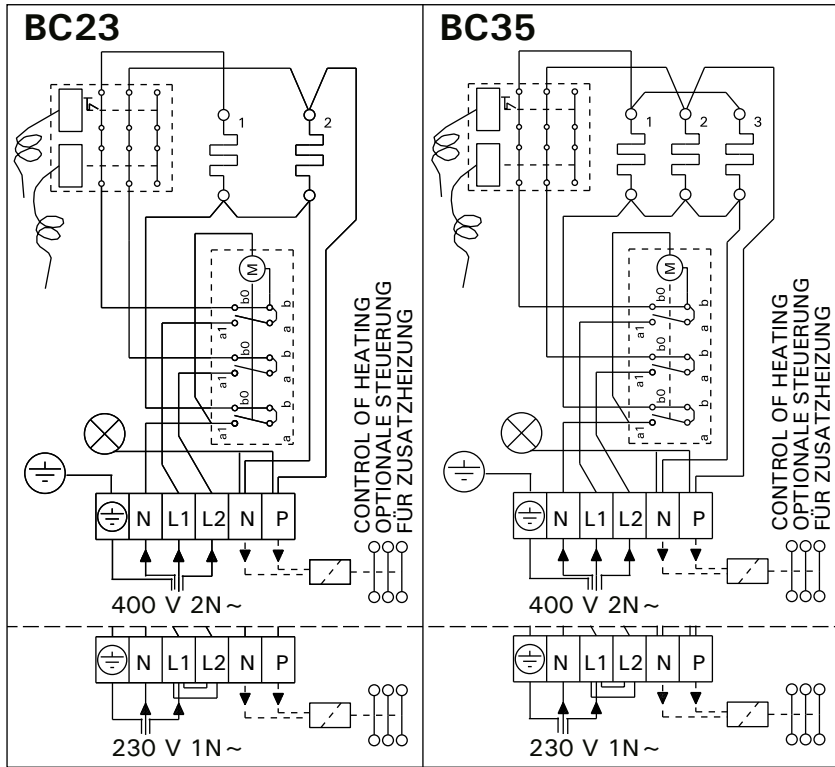 BC23
1
2
M
b0
b
a1
a
b0
b
a1
a
b0
b
a1
a
CONTROL OF HEATING
OPTIONALE STEUERUNG
FÜR ZUSATZHEIZUNG
N L1 L2 N P
400 V 2N~
N L1 L2 N P
230 V 1N~
BC35
1
2
3
M
b0
b
a1
a
b0
b
a1
a
b0
b
a1
a
CONTROL OF HEATING
OPTIONALE STEUERUNG
FÜR ZUSATZHEIZUNG
N L1 L2 N P
400 V 2N~
N L1 L2 N P
230 V 1N~